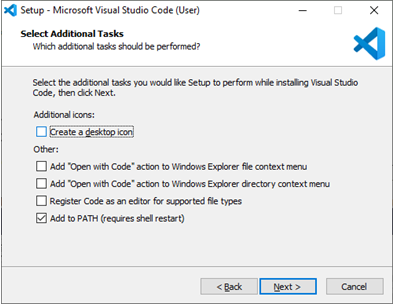 Setup - Microsoft Visual Studio Code (User)
Select Additional Tasks
Which additional tasks should be performed?
Select the additional tasks you would like Setup to perform while installing Visual Studio
Code, then click Next.
Additional icons:
Create a desktop icon
Other:
Add "Open with Code" action to Windows Explorer file context menu
Add "Open with Code" action to Windows Explorer directory context menu
Register Code as an editor for supported file types
Add to PATH (requires shell restart)
< Back
Next >
Cancel